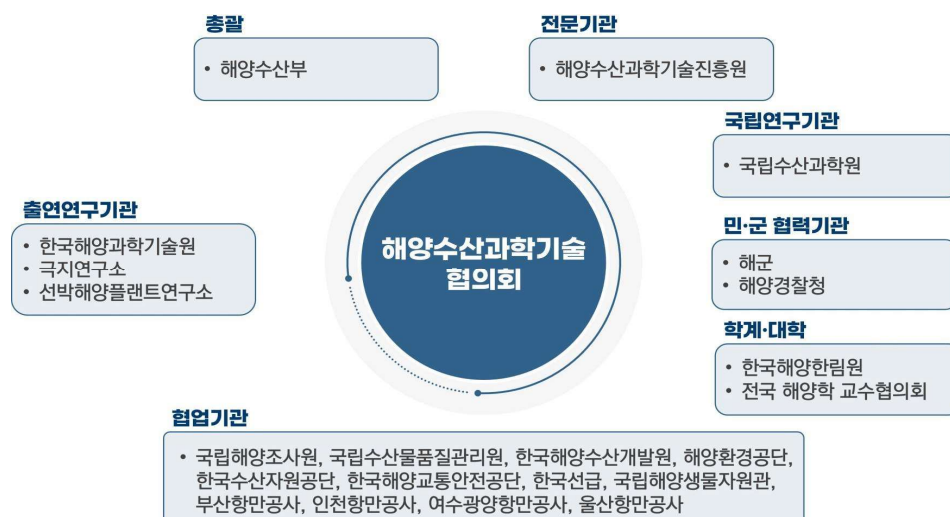 총괄
• 해양수산부
전문기관
• 해양수산과학기술진흥원
국립연구기관
• 국립수산과학원
출연연구기관
• 한국해양과학기술원
• 극지연구소
• 선박해양플랜트연구소
해양수산과학기술
협의회
민·군 협력기관
• 해군
• 해양경찰청
학계·대학
• 한국해양한림원
• 전국 해양학 교수협의회
협업기관
• 국립해양조사원, 국립수산물품질관리원, 한국해양수산개발원, 해양환경공단,
한국수산자원공단, 한국해양교통안전공단, 한국선급, 국립해양생물자원관,
부산항만공사, 인천항만공사, 여수광양항만공사, 울산항만공사